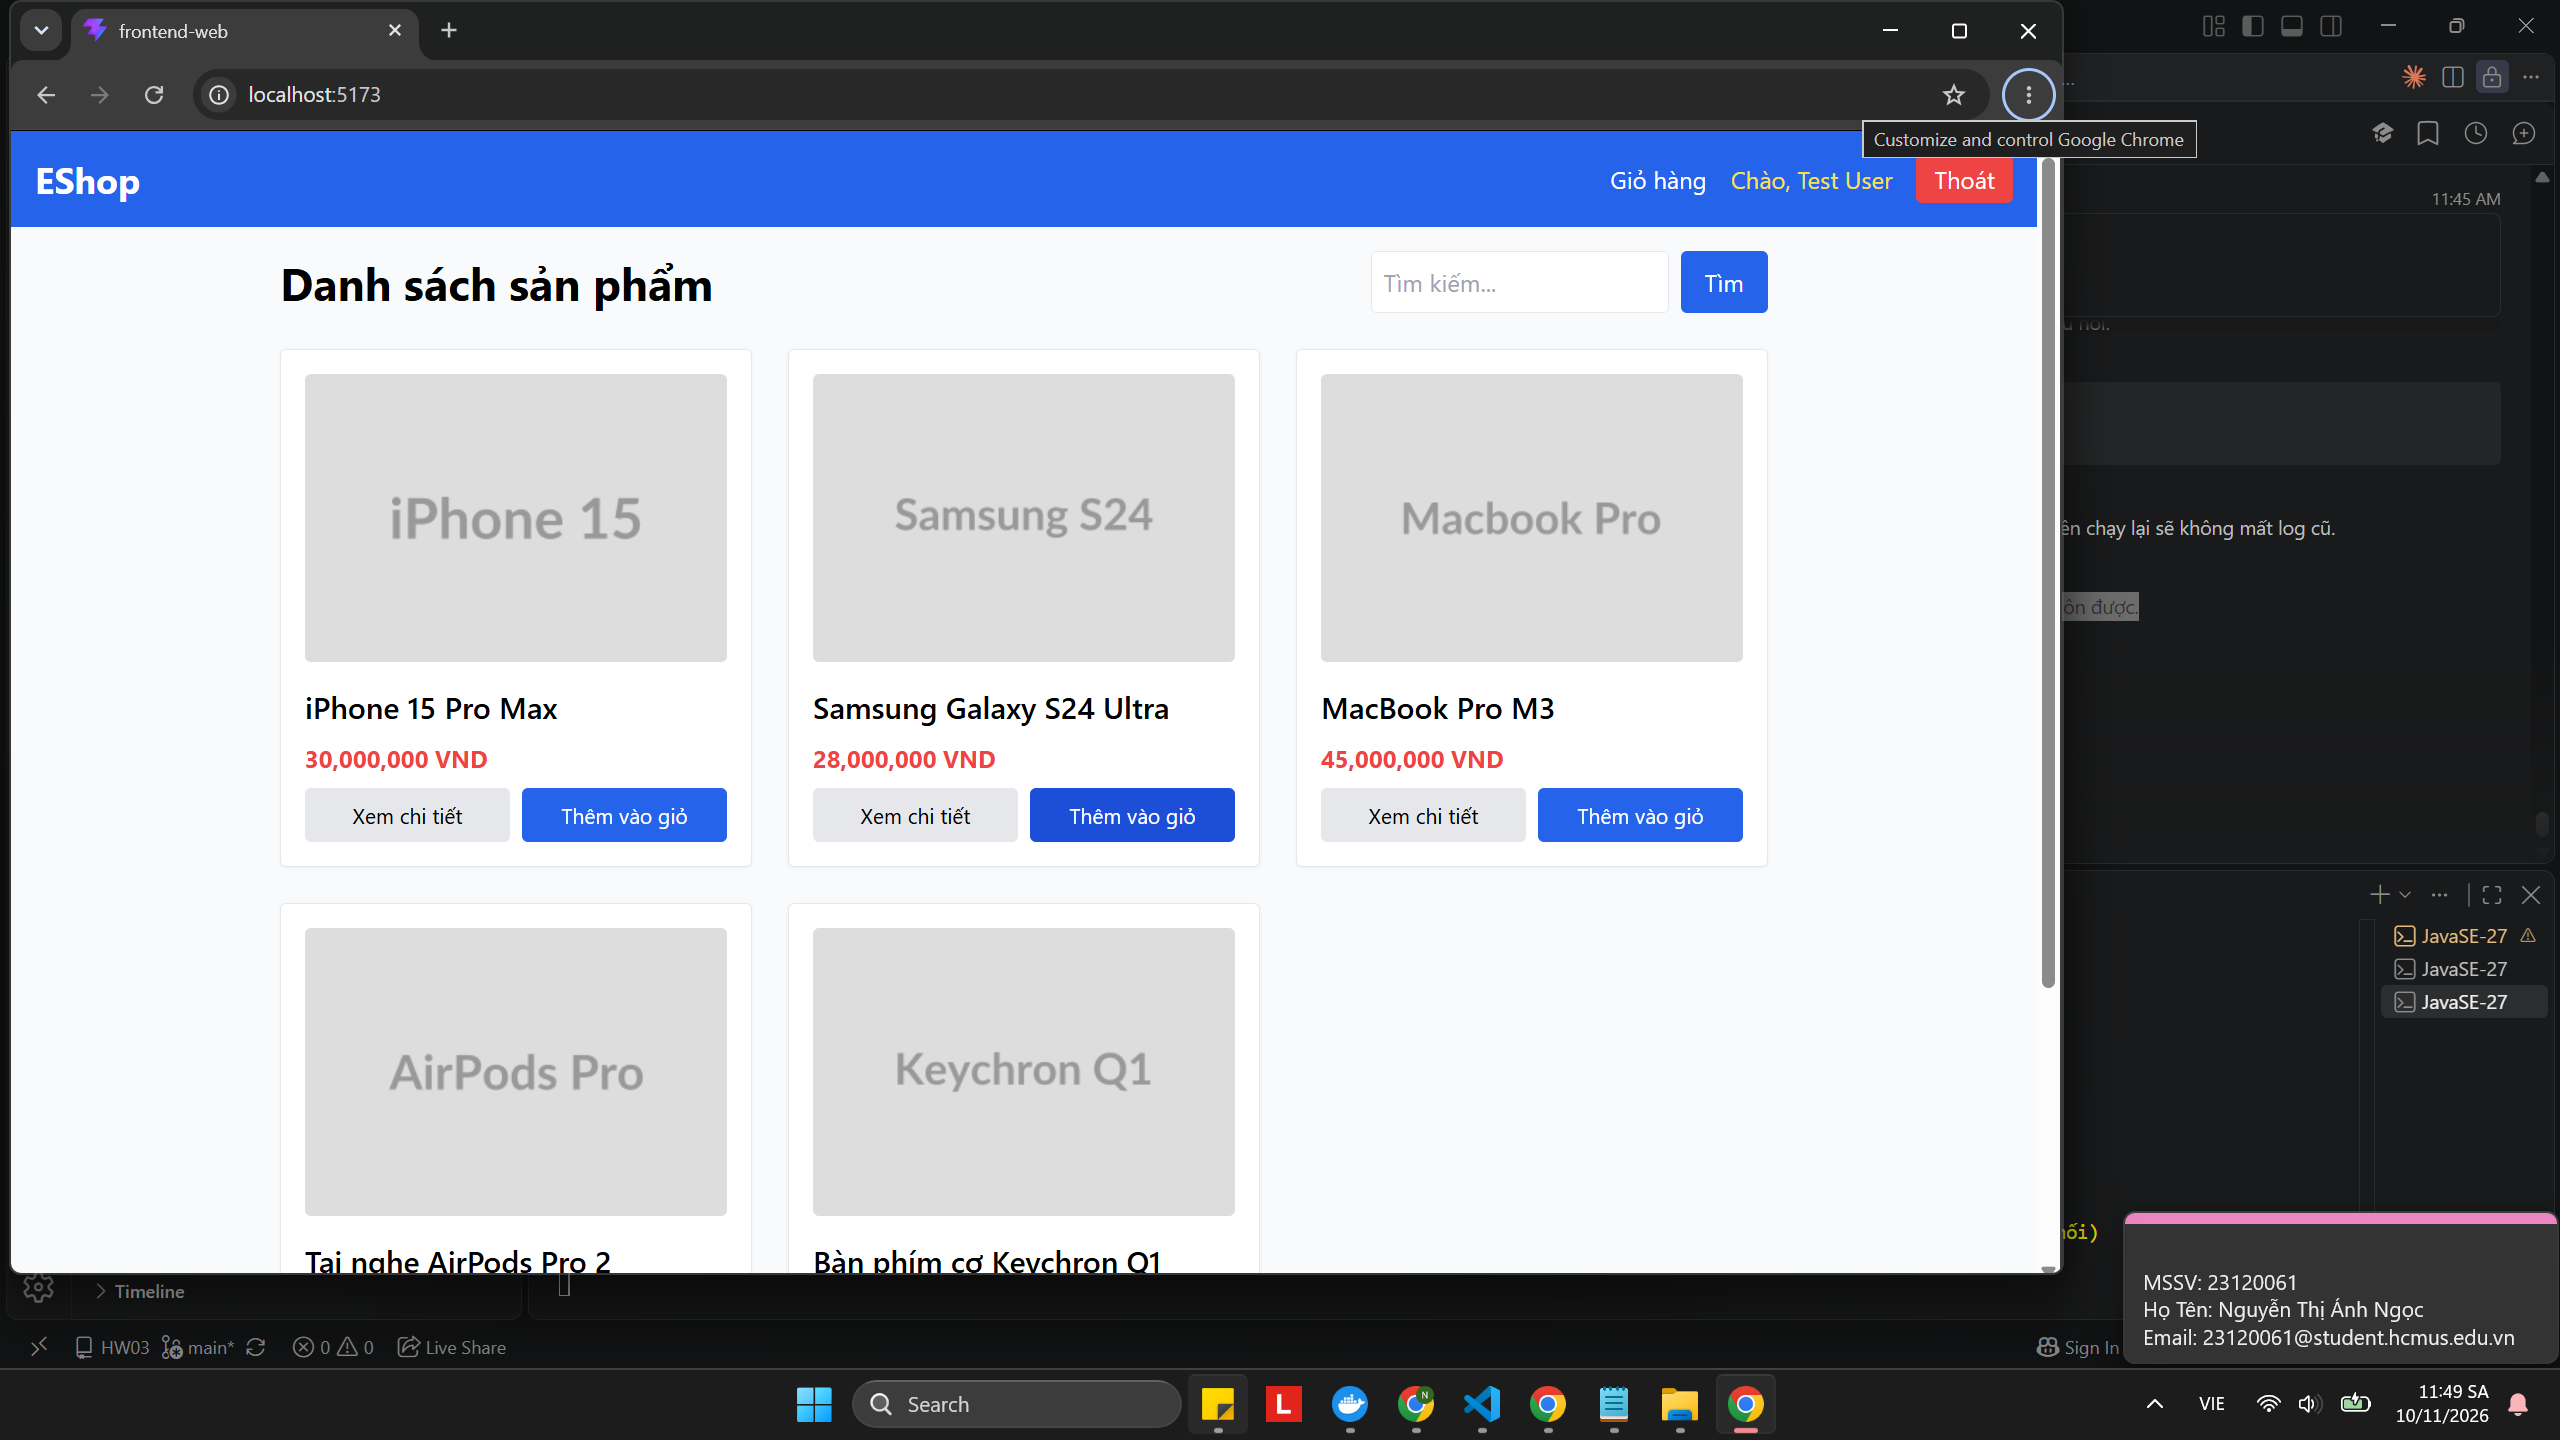 frontend-web
localhost:5173
Customize and control Google Chrome
EShop
Giỏ hàng
Chào, Test User
Thoát
11:45 AM
Danh sách sản phẩm
Tìm kiếm...
Tìm
iPhone 15
Samsung S24
Macbook Pro
ên chạy lại sẽ không mất log cũ.
ôn được.
iPhone 15 Pro Max
Samsung Galaxy S24 Ultra
MacBook Pro M3
30,000,000 VND
28,000,000 VND
45,000,000 VND
Xem chi tiết
Thêm vào giỏ
Xem chi tiết
Thêm vào giỏ
Xem chi tiết
Thêm vào giỏ
JavaSE-27
JavaSE-27
JavaSE-27
AirPods Pro
Keychron Q1
Tai nghe AirPods Pro 2
Bàn phím cơ Keychron Q1
ối)
Timeline
MSSV: 23120061
Họ Tên: Nguyễn Thị Ánh Ngọc
Email: 23120061@student.hcmus.edu.vn
HW03
main*
0
0
Live Share
Sign In
Search
L
N
VIE
11:49 SA
10/11/2026